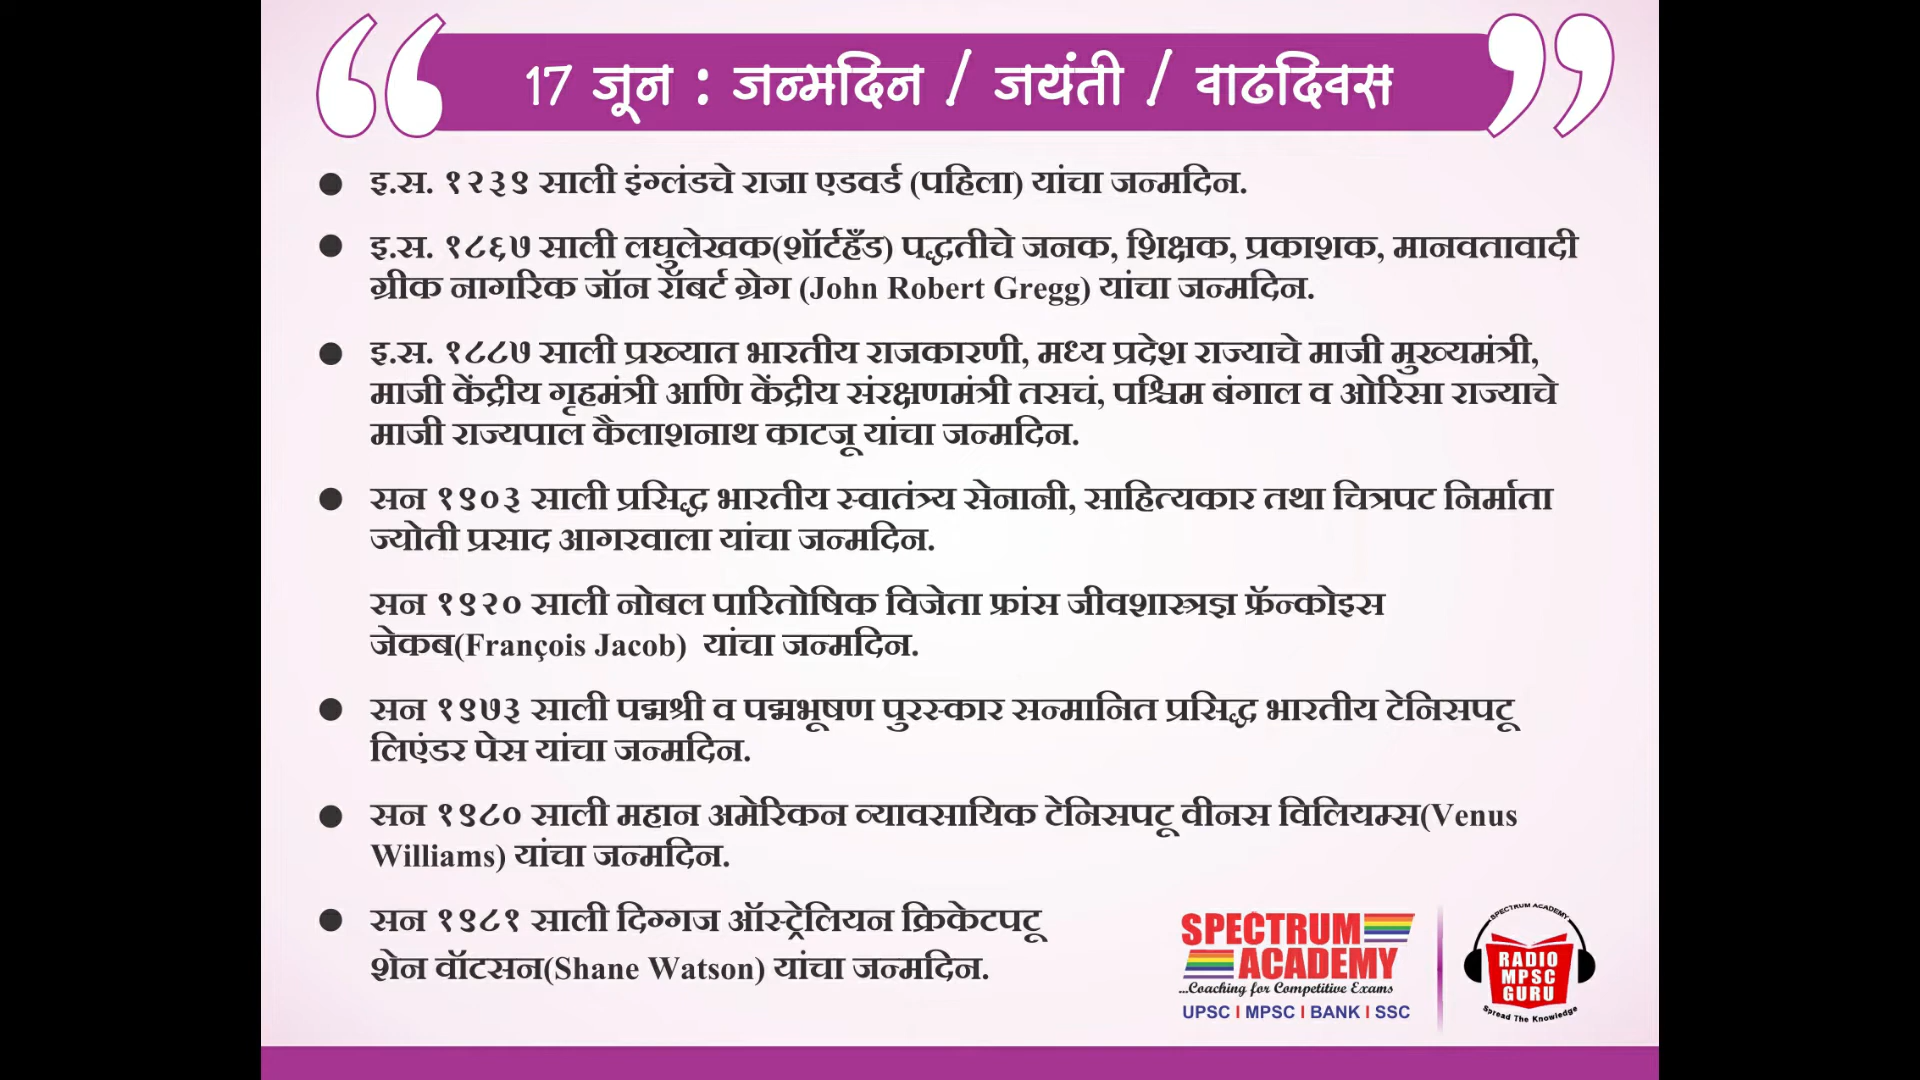 17 जून : जन्मदिन / जयंती / वाढदिवस
● इ.स. १२३९ साली इंग्लंडचे राजा एडवर्ड (पहिला) यांचा जन्मदिन.
● इ.स. १८६७ साली लघुलेखक(शॉर्टहँड) पद्धतीचे जनक, शिक्षक, प्रकाशक, मानवतावादी
ग्रीक नागरिक जॉन रॉबर्ट ग्रेग (John Robert Gregg) यांचा जन्मदिन.
● इ.स. १८८७ साली प्रख्यात भारतीय राजकारणी, मध्य प्रदेश राज्याचे माजी मुख्यमंत्री,
माजी केंद्रीय गृहमंत्री आणि केंद्रीय संरक्षणमंत्री तसचं, पश्चिम बंगाल व ओरिसा राज्याचे
माजी राज्यपाल कैलाशनाथ काटजू यांचा जन्मदिन.
● सन १९०३ साली प्रसिद्ध भारतीय स्वातंत्र्य सेनानी, साहित्यकार तथा चित्रपट निर्माता
ज्योती प्रसाद आगरवाला यांचा जन्मदिन.
सन १९२० साली नोबल पारितोषिक विजेता फ्रांस जीवशास्त्रज्ञ फ्रॅन्कोइस
जेकब(François Jacob) यांचा जन्मदिन.
● सन १९७३ साली पद्मश्री व पद्मभूषण पुरस्कार सन्मानित प्रसिद्ध भारतीय टेनिसपटू
लिएंडर पेस यांचा जन्मदिन.
● सन १९८० साली महान अमेरिकन व्यावसायिक टेनिसपटू वीनस विलियम्स(Venus
Williams) यांचा जन्मदिन.
● सन १९८१ साली दिग्गज ऑस्ट्रेलियन क्रिकेटपटू
शेन वॉटसन(Shane Watson) यांचा जन्मदिन.
SPECTRUM
ACADEMY
...Coaching for Competitive Exams
UPSC I MPSC I BANK I SSC
SPECTRUM ACADEMY
RADIO
MPSC
GURU
Spread The Knowledge